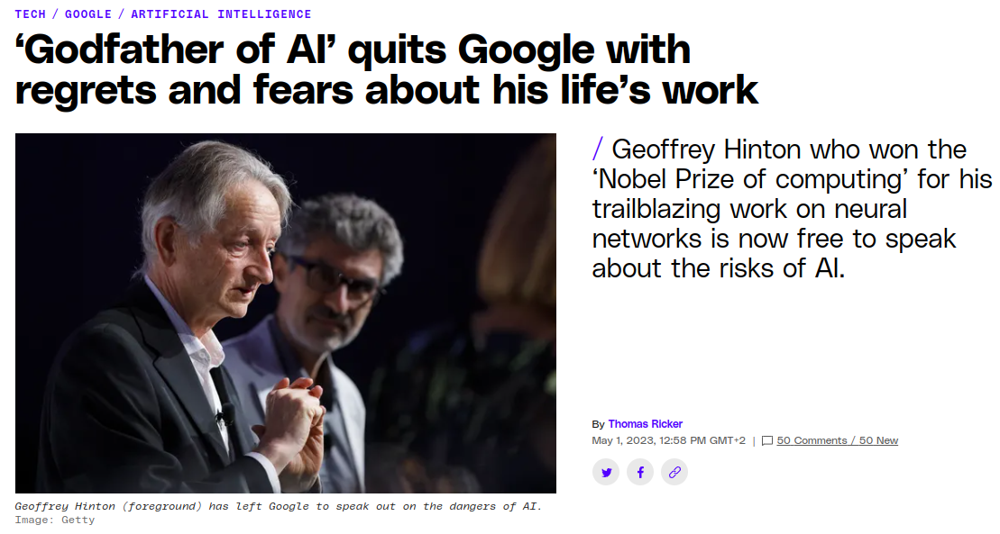 TECH / GOOGLE / ARTIFICIAL INTELLIGENCE
‘Godfather of AI’ quits Google with
regrets and fears about his life’s work
/ Geoffrey Hinton who won the
‘Nobel Prize of computing’ for his
trailblazing work on neural
networks is now free to speak
about the risks of AI.
By Thomas Ricker
May 1, 2023, 12:58 PM GMT+2 | 50 Comments / 50 New
Geoffrey Hinton (foreground) has left Google to speak out on the dangers of AI.
Image: Getty